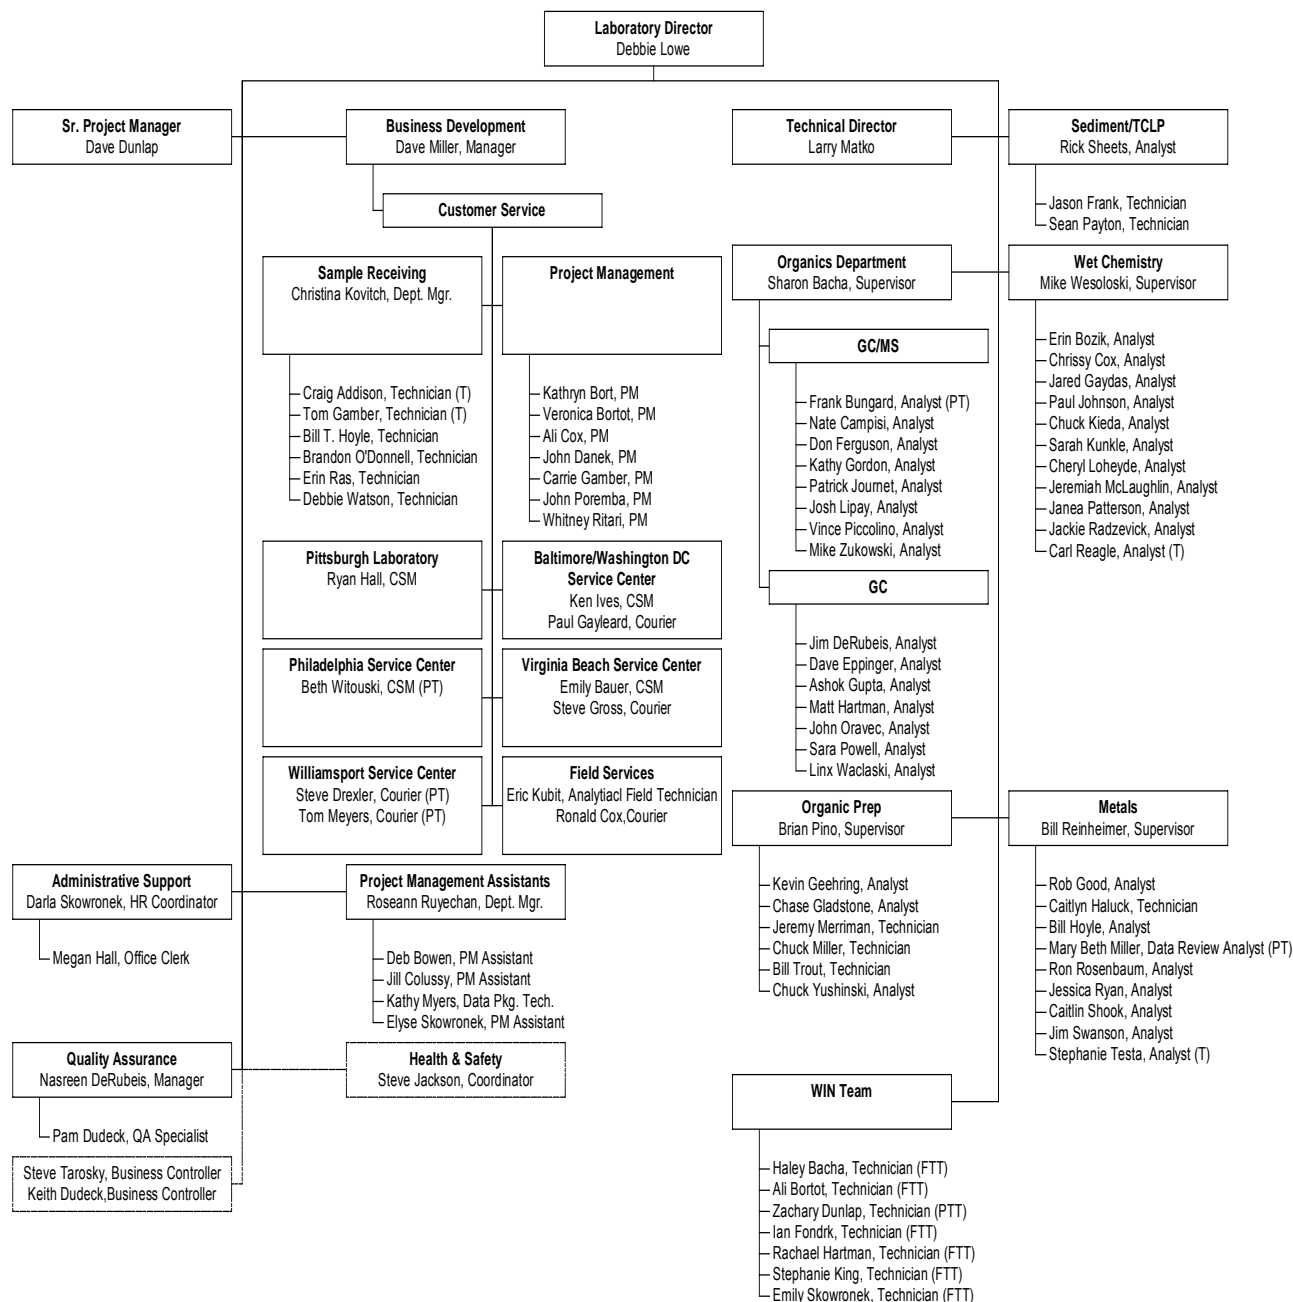 Laboratory Director
Debbie Lowe
Sr. Project Manager
Dave Dunlap
Business Development
Dave Miller, Manager
Technical Director
Larry Matko
Sediment/TCLP
Rick Sheets, Analyst
Jason Frank, Technician
Sean Payton, Technician
Customer Service
Sample Receiving
Christina Kovitch, Dept. Mgr.
Craig Addison, Technician (T)
Tom Gamber, Technician (T)
Bill T. Hoyle, Technician
Brandon O'Donnell, Technician
Erin Ras, Technician
Debbie Watson, Technician
Project Management
Kathryn Bort, PM
Veronica Bortot, PM
Ali Cox, PM
John Danek, PM
Carrie Gamber, PM
John Poremba, PM
Whitney Ritari, PM
Organics Department
Sharon Bacha, Supervisor
GC/MS
Frank Bungard, Analyst (PT)
Nate Campisi, Analyst
Don Ferguson, Analyst
Kathy Gordon, Analyst
Patrick Journet, Analyst
Josh Lipay, Analyst
Vince Piccolino, Analyst
Mike Zukowski, Analyst
GC
Jim DeRubeis, Analyst
Dave Eppinger, Analyst
Ashok Gupta, Analyst
Matt Hartman, Analyst
John Oravec, Analyst
Sara Powell, Analyst
Linx Waclaski, Analyst
Wet Chemistry
Mike Wesoloski, Supervisor
Erin Bozik, Analyst
Chrissy Cox, Analyst
Jared Gaydas, Analyst
Paul Johnson, Analyst
Chuck Kieda, Analyst
Sarah Kunkle, Analyst
Cheryl Loheyde, Analyst
Jeremiah McLaughlin, Analyst
Janea Patterson, Analyst
Jackie Radzevick, Analyst
Carl Reagle, Analyst (T)
Pittsburgh Laboratory
Ryan Hall, CSM
Baltimore/Washington DC
Service Center
Ken Ives, CSM
Paul Gayleard, Courier
Philadelphia Service Center
Beth Witouski, CSM (PT)
Virginia Beach Service Center
Emily Bauer, CSM
Steve Gross, Courier
Williamsport Service Center
Steve Drexler, Courier (PT)
Tom Meyers, Courier (PT)
Field Services
Eric Kubit, Analytiacl Field Technician
Ronald Cox,Courier
Organic Prep
Brian Pino, Supervisor
Kevin Geehring, Analyst
Chase Gladstone, Analyst
Jeremy Merriman, Technician
Chuck Miller, Technician
Bill Trout, Technician
Chuck Yushinski, Analyst
Metals
Bill Reinheimer, Supervisor
Rob Good, Analyst
Caitlyn Haluck, Technician
Bill Hoyle, Analyst
Mary Beth Miller, Data Review Analyst (PT)
Ron Rosenbaum, Analyst
Jessica Ryan, Analyst
Caitlin Shook, Analyst
Jim Swanson, Analyst
Stephanie Testa, Analyst (T)
Administrative Support
Darla Skowronek, HR Coordinator
Megan Hall, Office Clerk
Project Management Assistants
Roseann Ruyechan, Dept. Mgr.
Deb Bowen, PM Assistant
Jill Colussy, PM Assistant
Kathy Myers, Data Pkg. Tech.
Elyse Skowronek, PM Assistant
Quality Assurance
Nasreen DeRubeis, Manager
Pam Dudeck, QA Specialist
Health & Safety
Steve Jackson, Coordinator
Steve Tarosky, Business Controller
Keith Dudeck,Business Controller
WIN Team
Haley Bacha, Technician (FTT)
Ali Bortot, Technician (FTT)
Zachary Dunlap, Technician (PTT)
Ian Fondrk, Technician (FTT)
Rachael Hartman, Technician (FTT)
Stephanie King, Technician (FTT)
Emily Skowronek, Technician (FTT)